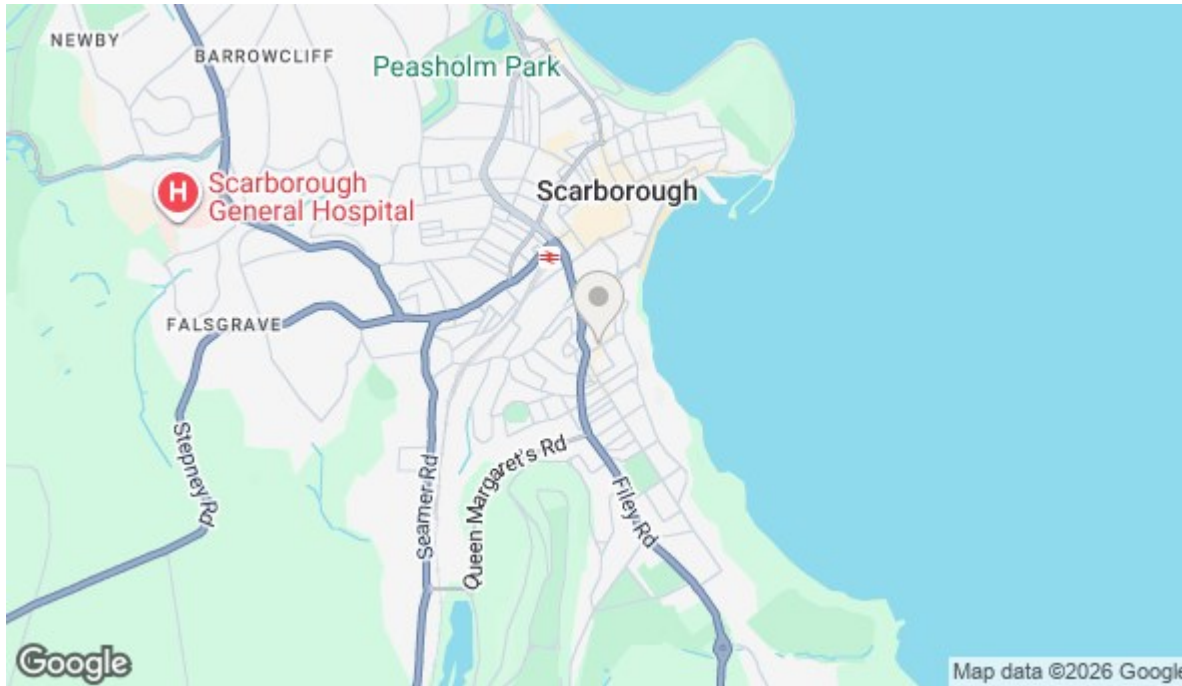 NEWBY
BARROWCLIFF
Peasholm Park
Scarborough
H
Scarborough
General Hospital
FALSGRAVE
Stepney Rd
Seamer Rd
Queen Margaret's Rd
Filey Rd
Google
Map data ©2026 Google